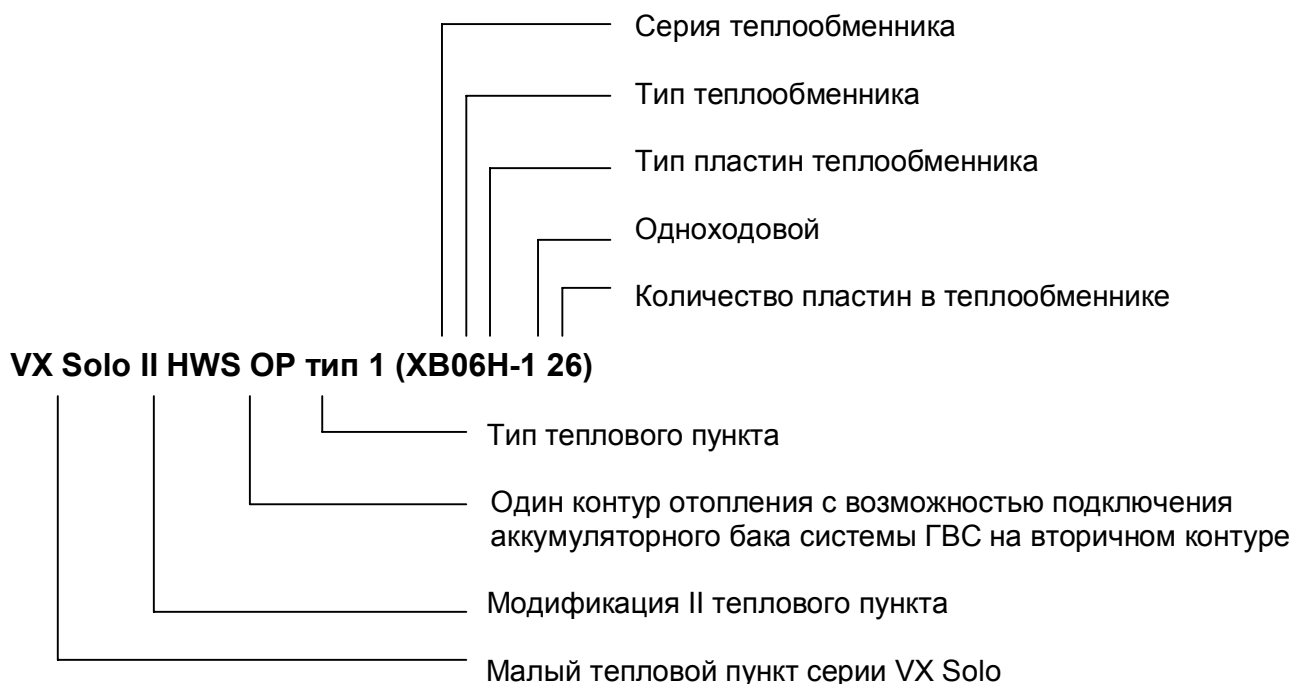 Серия теплообменника
Тип теплообменника
Тип пластин теплообменника
Одноходовой
Количество пластин в теплообменнике
VX Solo II HWS OP тип 1 (XB06H-1 26)
Тип теплового пункта
Один контур отопления с возможностью подключения
аккумуляторного бака системы ГВС на вторичном контуре
Модификация II теплового пункта
Малый тепловой пункт серии VX Solo